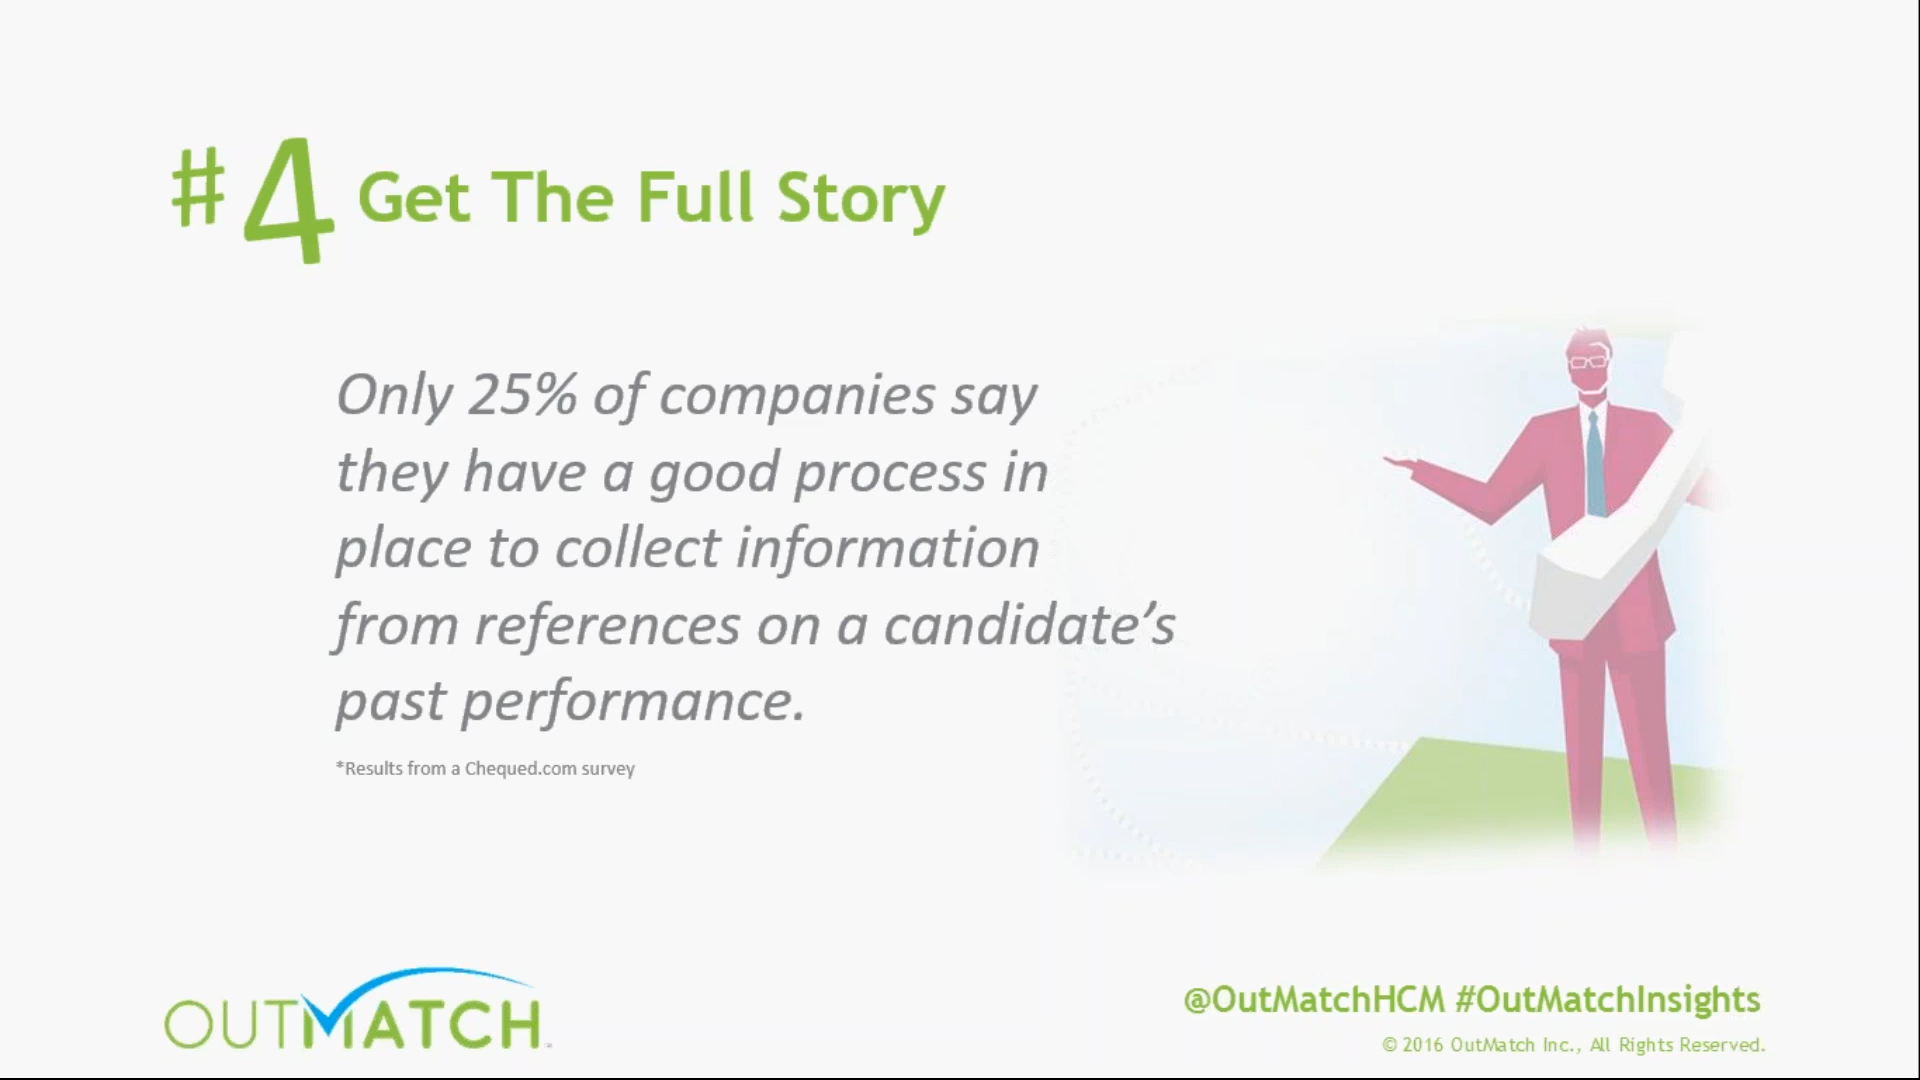 #4 Get The Full Story
Only 25% of companies say
they have a good process in
place to collect information
from references on a candidate’s
past performance.
*Results from a Chequed.com survey
OUTMATCH
@OutMatchHCM #OutMatchInsights
© 2016 OutMatch Inc., All Rights Reserved.